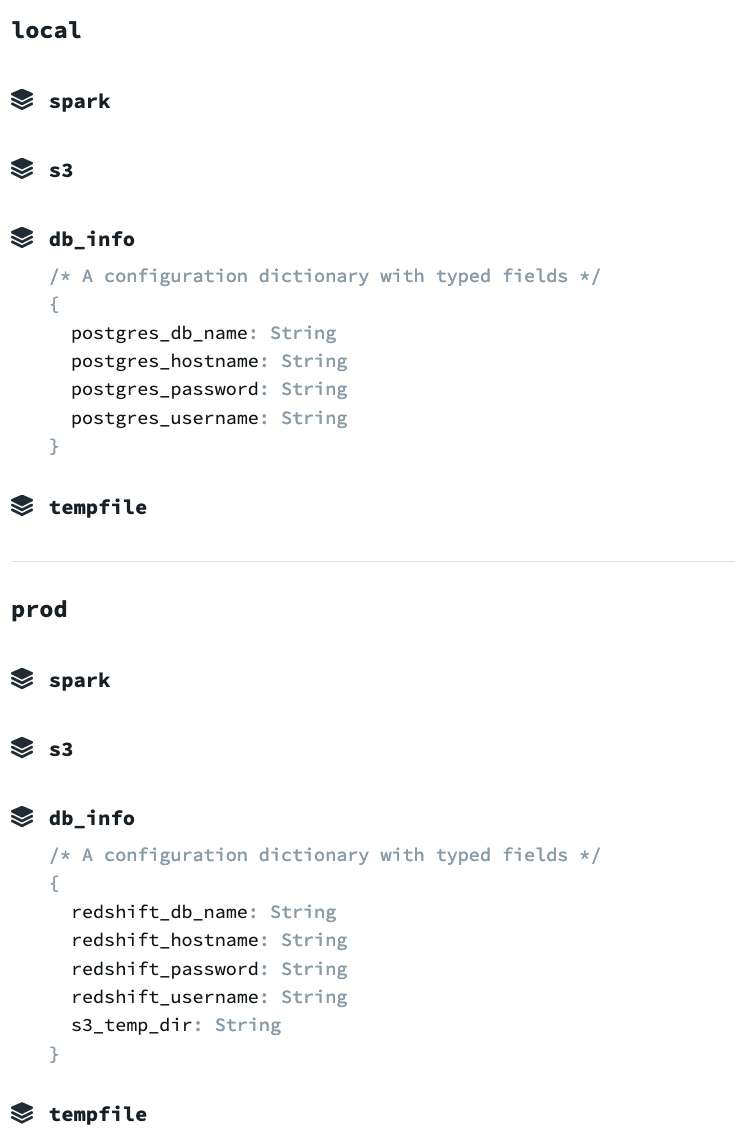 local
spark
s3
db_info
/* A configuration dictionary with typed fields */
{
postgres_db_name: String
postgres_hostname: String
postgres_password: String
postgres_username: String
}
tempfile
prod
spark
s3
db_info
/* A configuration dictionary with typed fields */
{
redshift_db_name: String
redshift_hostname: String
redshift_password: String
redshift_username: String
s3_temp_dir: String
}
tempfile